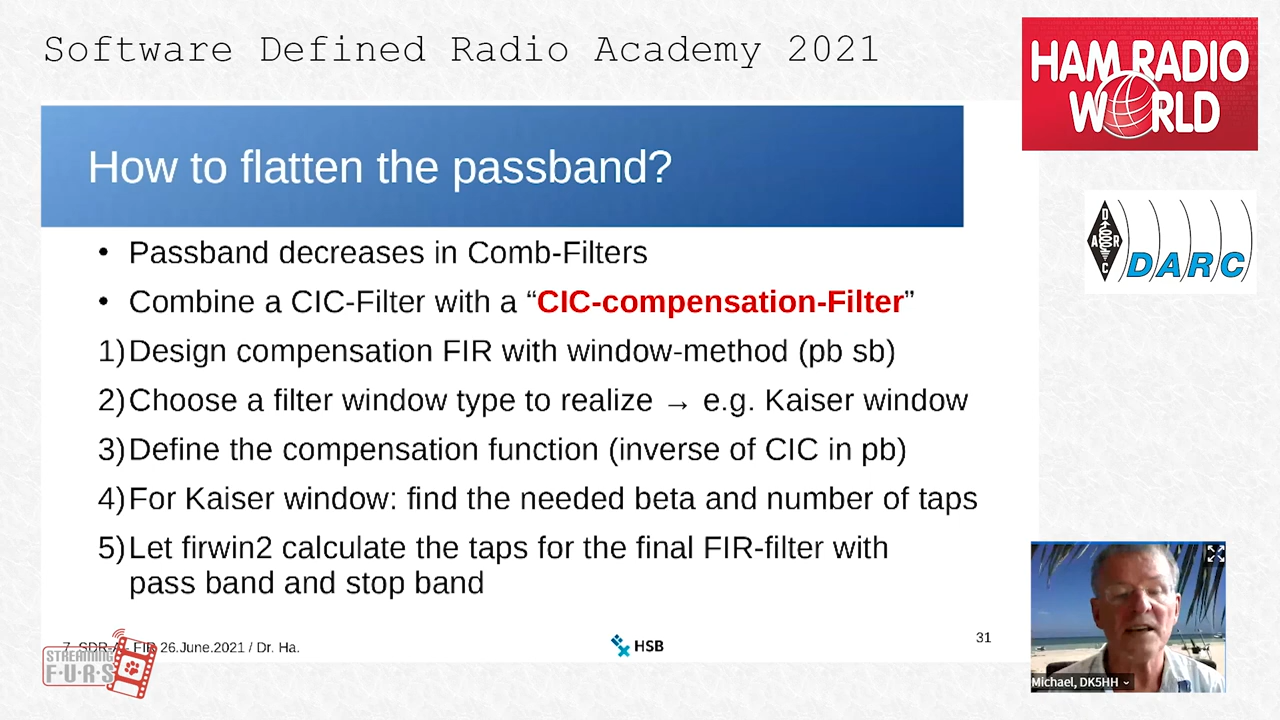 Software Defined Radio Academy 2021
HAM RADIO
WORLD
How to flatten the passband?
• Passband decreases in Comb-Filters
• Combine a CIC-Filter with a “CIC-compensation-Filter”
1) Design compensation FIR with window-method (pb sb)
2) Choose a filter window type to realize → e.g. Kaiser window
3) Define the compensation function (inverse of CIC in pb)
4) For Kaiser window: find the needed beta and number of taps
5) Let firwin2 calculate the taps for the final FIR-filter with
pass band and stop band
D
A R
C
DARC
7. SDR-A - FIR 26.June.2021 / Dr. Ha.
HSB
31
STREAMING
F·U·R·S
Michael, DK5HH